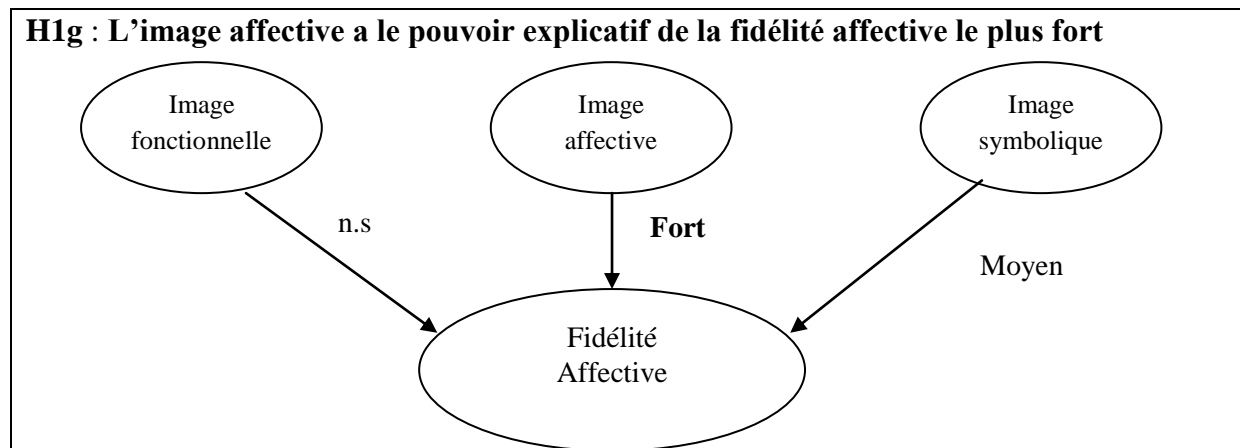 H1g : L’image affective a le pouvoir explicatif de la fidélité affective le plus fort
Image
fonctionnelle
Image
affective
Image
symbolique
n.s
Fort
Moyen
Fidélité
Affective